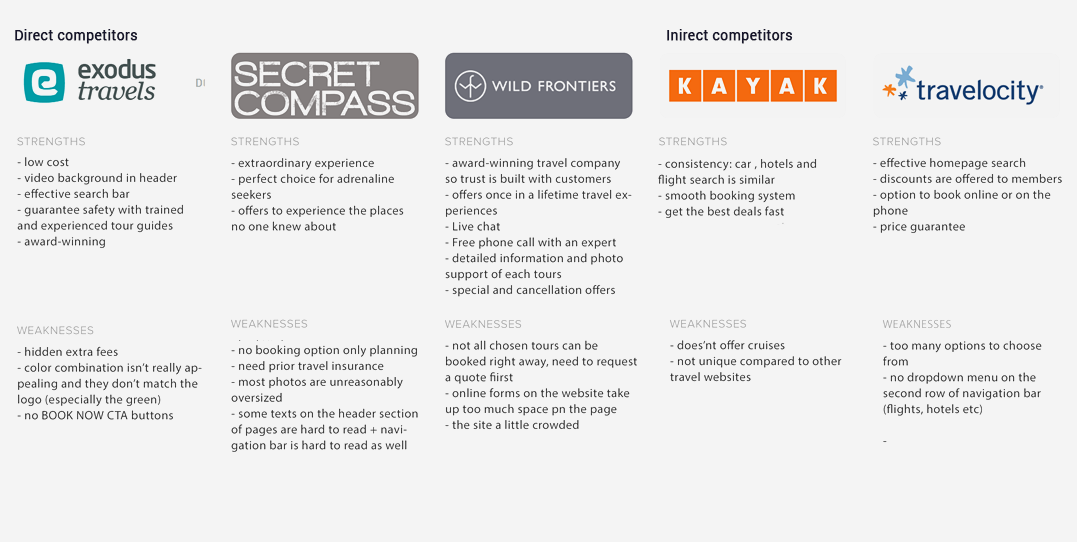 Direct competitors
exodus
travels
D
SECRET
COMPASS
WILD FRONTIERS
Inirect competitors
KAYAK
travelocity
STRENGTHS
- low cost
- video background in header
- effective search bar
- guarantee safety with trained
and experienced tour guides
- award-winning
WEAKNESSES
- hidden extra fees
- color combination isn't really ap-
pealing and they don't match the
logo (especially the green)
- no BOOK NOW CTA buttons
STRENGTHS
- extraordinary experience
- perfect choice for adrenaline
seekers
- offers to experience the places
no one knew about
WEAKNESSES
- no booking option only planning
- need prior travel insurance
- most photos are unreasonably
oversized
- some texts on the header section
of pages are hard to read + navi-
gation bar is hard to read as well
STRENGTHS
- award-winning travel company
so trust is built with customers
- offers once in a lifetime travel ex-
periences
- Live chat
- Free phone call with an expert
- detailed information and photo
support of each tours
- special and cancellation offers
WEAKNESSES
- not all chosen tours can be
booked right away, need to request
a quote fiirst
- online forms on the website take
up too much space pn the page
- the site a little crowded
STRENGTHS
- consistency: car , hotels and
flight search is similar
- smooth booking system
- get the best deals fast
WEAKNESSES
- does'nt offer cruises
- not unique compared to other
travel websites
STRENGTHS
- effective homepage search
- discounts are offered to members
- option to book online or on the
phone
- price guarantee
WEAKNESSES
- too many options to choose
from
- no dropdown menu on the
second row of navigation bar
(flights, hotels etc)
-